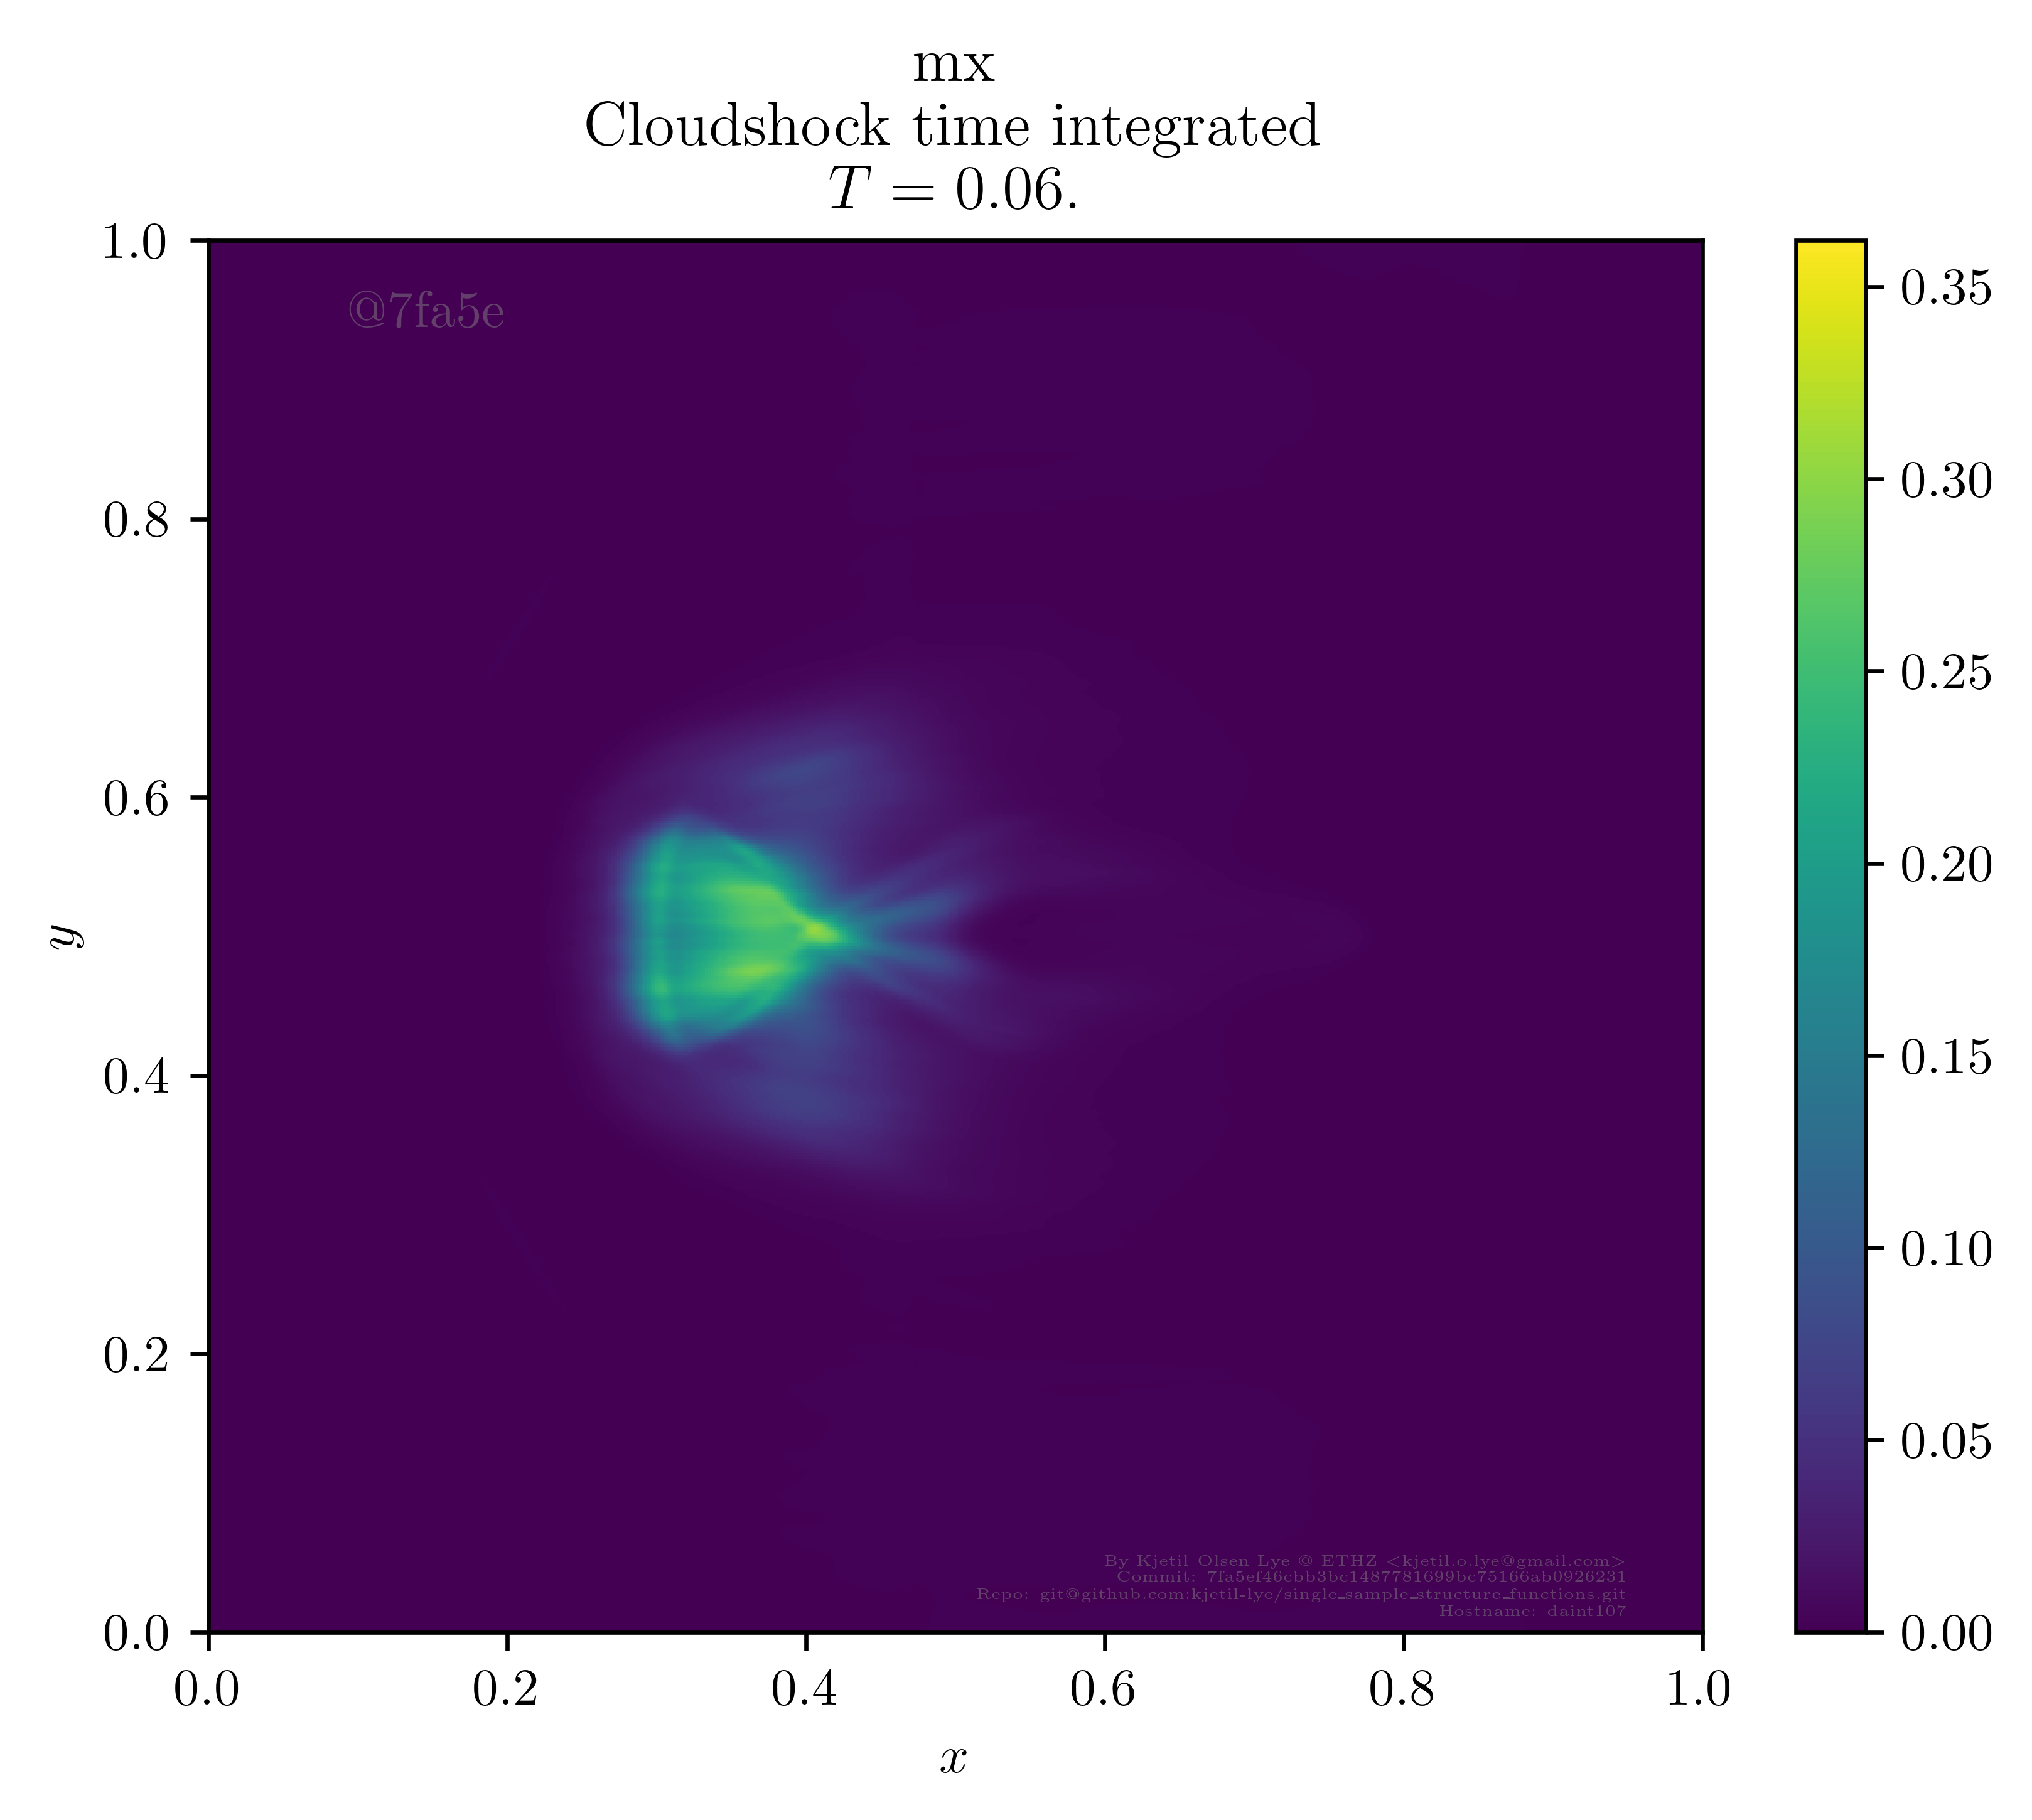 mx
Cloudshock time integrated
T = 0.06.
@7fa5e
1.0
0.8
0.6
0.4
0.2
0.0
y
0.0 0.2 0.4 0.6 0.8 1.0
x
0.35
0.30
0.25
0.20
0.15
0.10
0.05
0.00
By Kjetil Olsen Lye @ ETHZ <kjetil.o.lye@gmail.com>
Commit: 7fa5ef46cbb3bc1487781699bc75166ab0926231
Repo: git@github.com:kjetil-lye/single_sample_structure_functions.git
Hostname: daint107